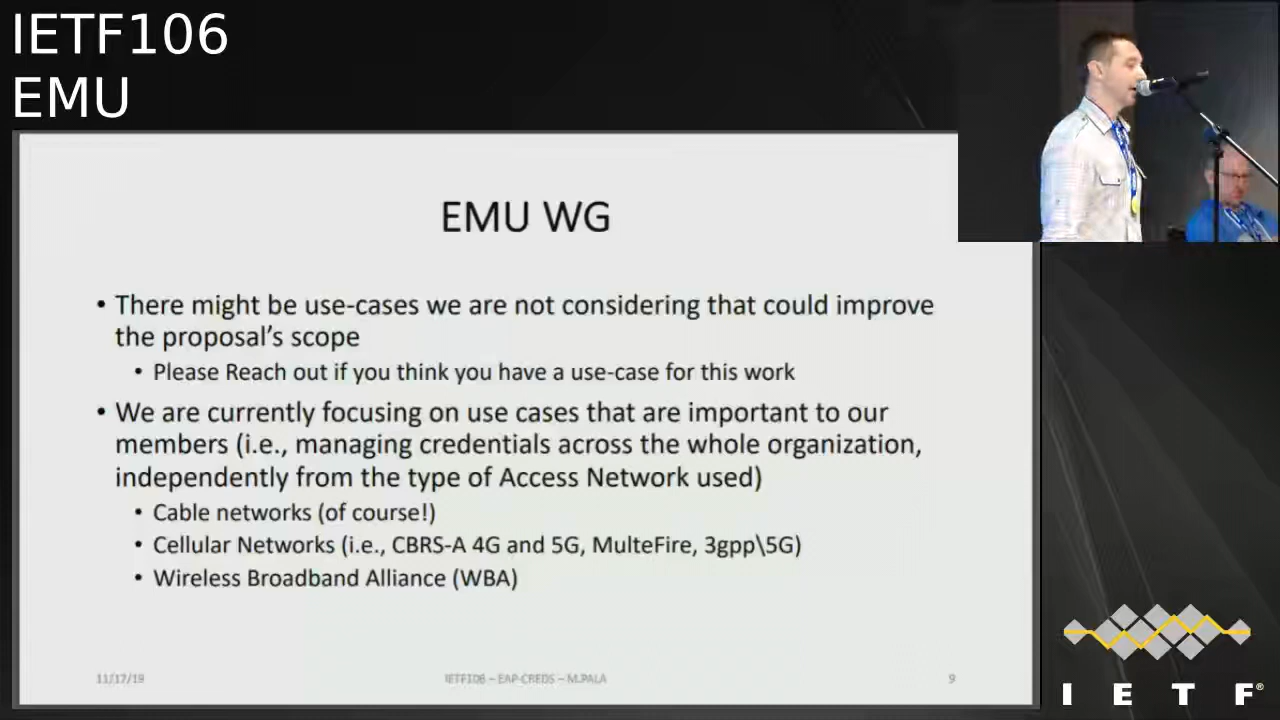 IETF106
EMU
EMU WG
• There might be use-cases we are not considering that could improve
the proposal's scope
• Please Reach out if you think you have a use-case for this work
• We are currently focusing on use cases that are important to our
members (i.e., managing credentials across the whole organization,
independently from the type of Access Network used)
• Cable networks (of course!)
• Cellular Networks (i.e., CBRS-A 4G and 5G, MulteFire, 3gpp\5G)
• Wireless Broadband Alliance (WBA)
11/17/19
IETF106 – EAP-CREDS – M.PALA
9
I E T F®